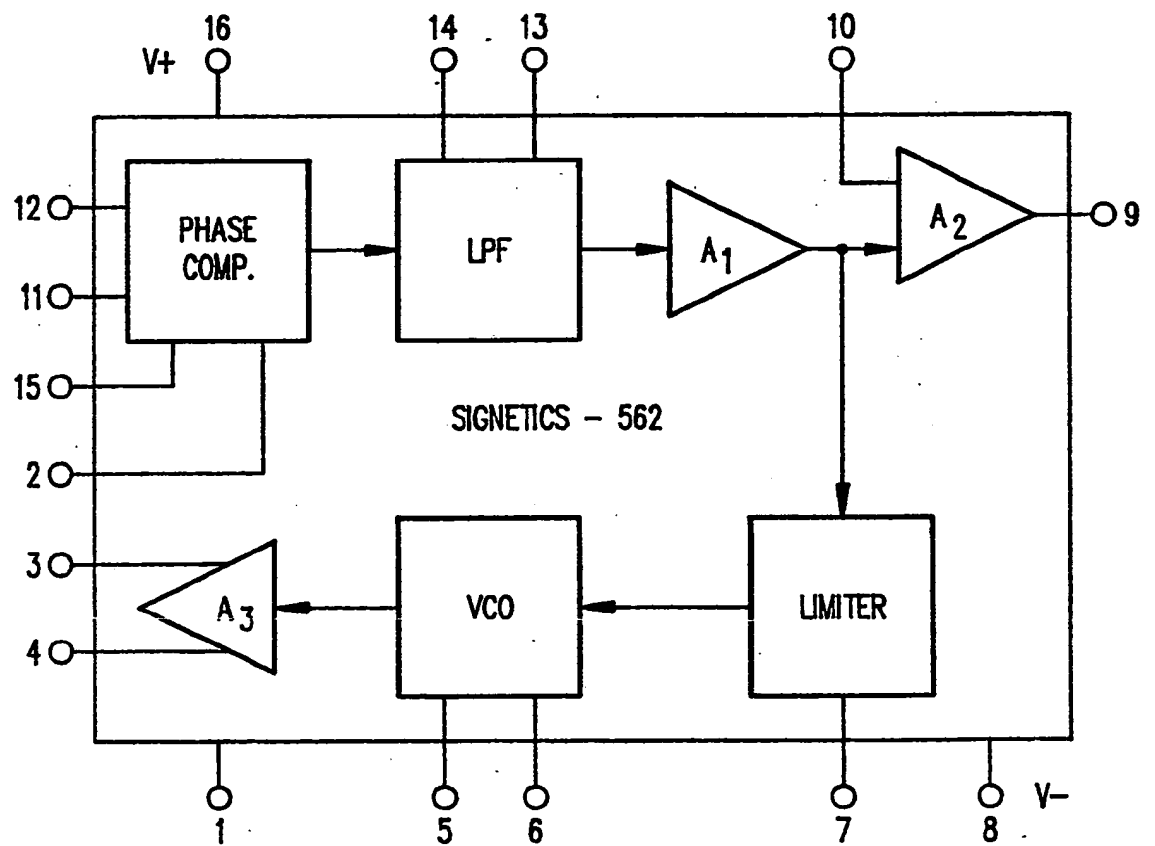 16 14 13 10
V+
12
PHASE
COMP.
LPF
A1
A2
9
11
15
SIGNETICS - 562
2
3
A3
VCO
LIMITER
4
V-
1 5 6 7 8